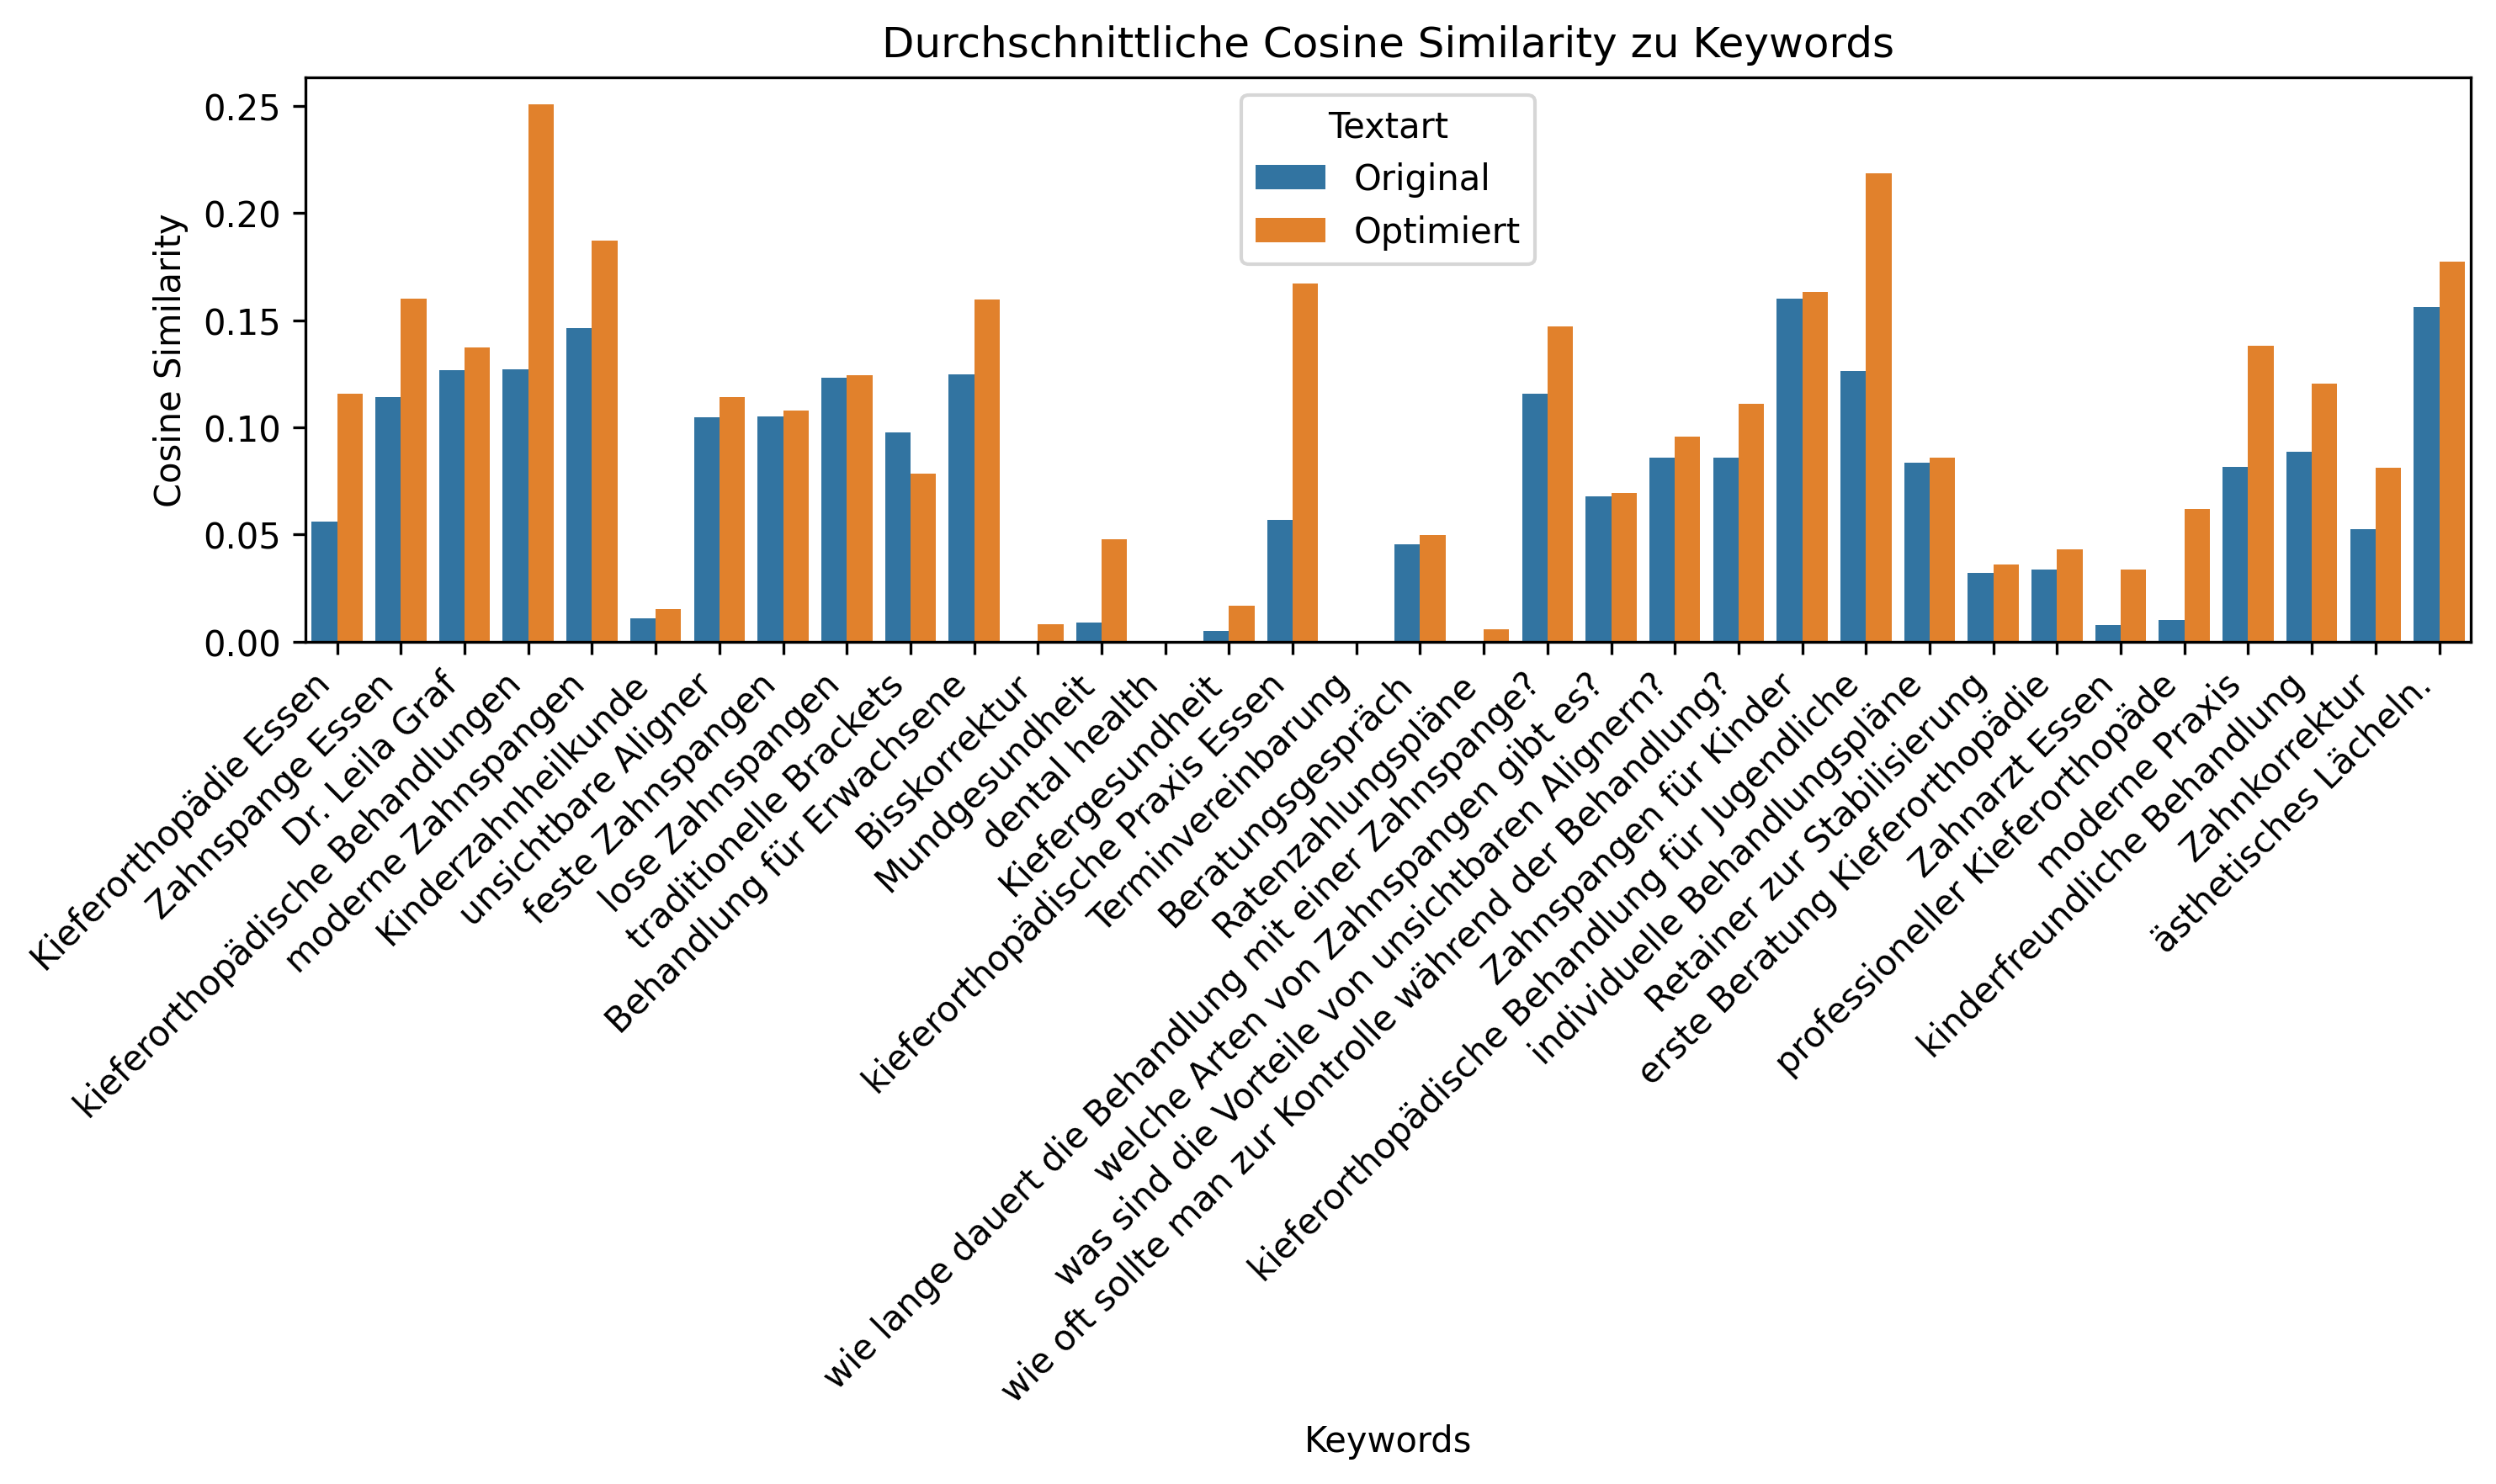 Durchschnittliche Cosine Similarity zu Keywords
Textart
Original
Optimiert
Cosine Similarity
0.25
0.20
0.15
0.10
0.05
0.00
Kieferorthopädie Essen
Zahnspange Essen
Dr. Leila Graf
kieferorthopädische Behandlungen
moderne Zahnspangen
Kinderzahnheilkunde
unsichtbare Aligner
feste Zahnspangen
lose Zahnspangen
traditionelle Brackets
Behandlung für Erwachsene
Bisskorrektur
Mundgesundheit
dental health
Kiefergesundheit
kieferorthopädische Praxis Essen
Terminvereinbarung
Beratungsgespräch
Ratenzahlungspläne
wie lange dauert die Behandlung mit einer Zahnspange?
welche Arten von Zahnspangen gibt es?
was sind die Vorteile von unsichtbaren Alignern?
wie oft sollte man zur Kontrolle während der Behandlung?
Zahnspangen für Kinder
kieferorthopädische Behandlung für Jugendliche
individuelle Behandlungspläne
Retainer zur Stabilisierung
erste Beratung Kieferorthopädie
Zahnarzt Essen
professioneller Kieferorthopäde
moderne Praxis
kinderfreundliche Behandlung
Zahnkorrektur
ästhetisches Lächeln.
Keywords